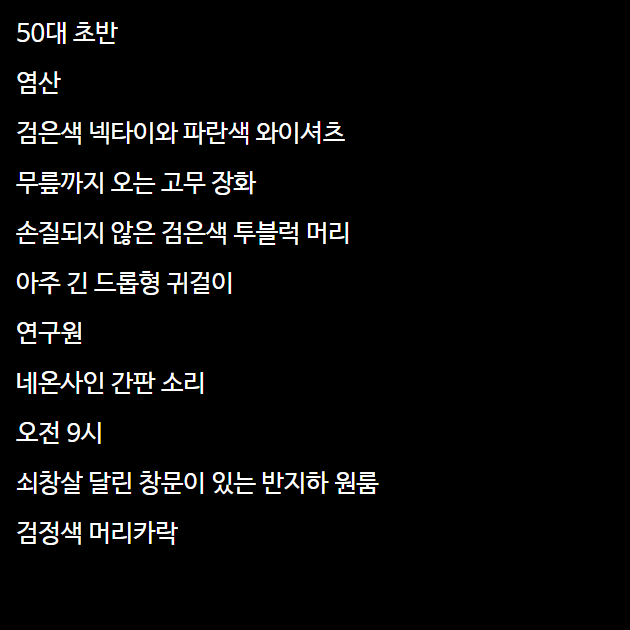 50대 초반
염산
검은색 넥타이와 파란색 와이셔츠
무릎까지 오는 고무 장화
손질되지 않은 검은색 투블럭 머리
아주 긴 드롭형 귀걸이
연구원
네온사인 간판 소리
오전 9시
쇠창살 달린 창문이 있는 반지하 원룸
검정색 머리카락